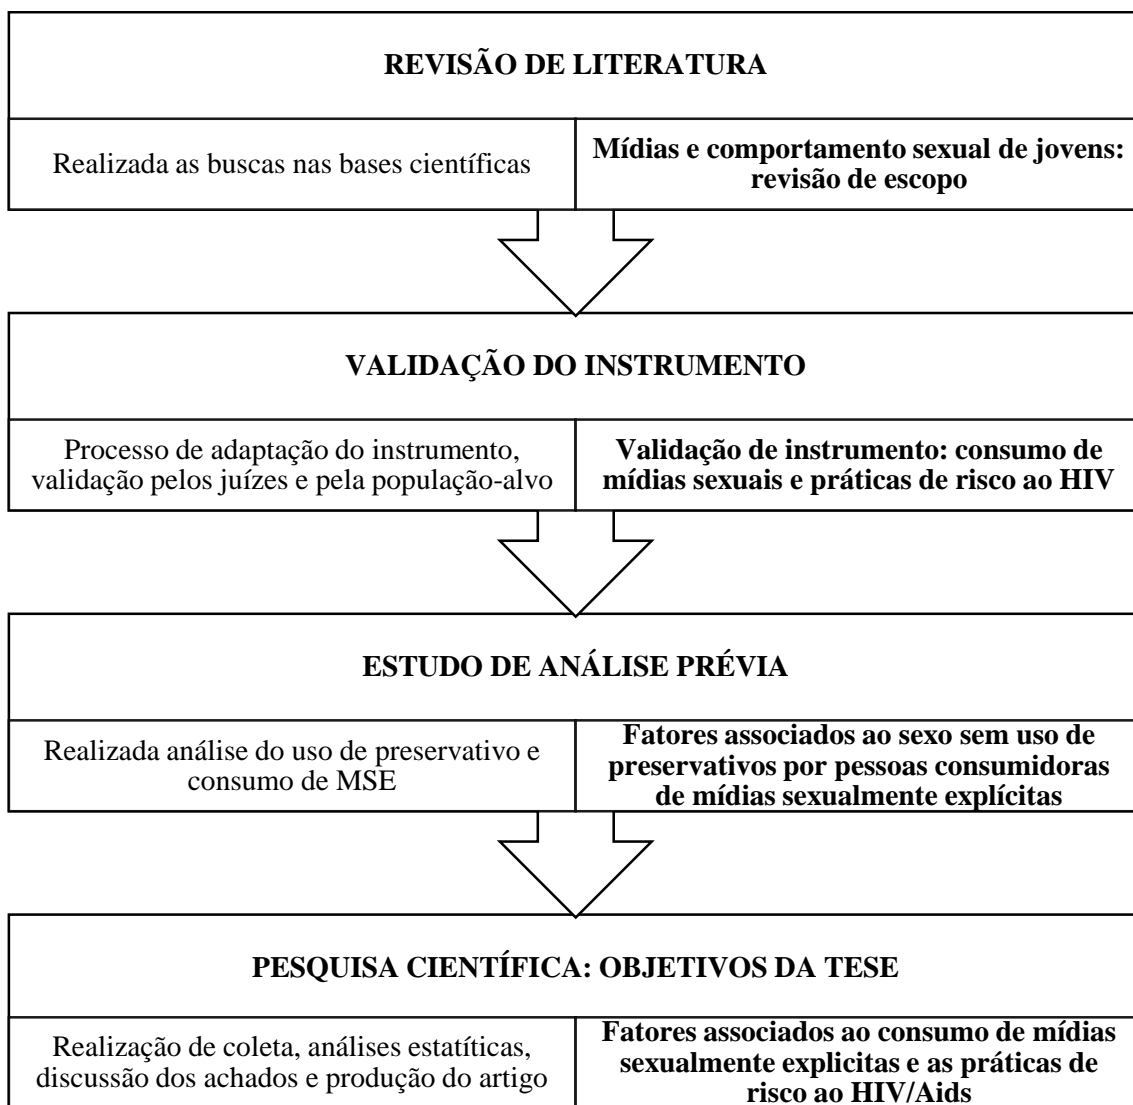 REVISÃO DE LITERATURA
Realizada as buscas nas bases científicas
Mídias e comportamento sexual de jovens:
revisão de escopo
VALIDAÇÃO DO INSTRUMENTO
Processo de adaptação do instrumento,
validação pelos juízes e pela população-alvo
Validação de instrumento: consumo de
mídias sexuais e práticas de risco ao HIV
ESTUDO DE ANÁLISE PRÉVIA
Realizada análise do uso de preservativo e
consumo de MSE
Fatores associados ao sexo sem uso de
preservativos por pessoas consumidoras
de mídias sexualmente explícitas
PESQUISA CIENTÍFICA: OBJETIVOS DA TESE
Realização de coleta, análises estatíticas,
discussão dos achados e produção do artigo
Fatores associados ao consumo de mídias
sexualmente explicitas e as práticas de
risco ao HIV/Aids